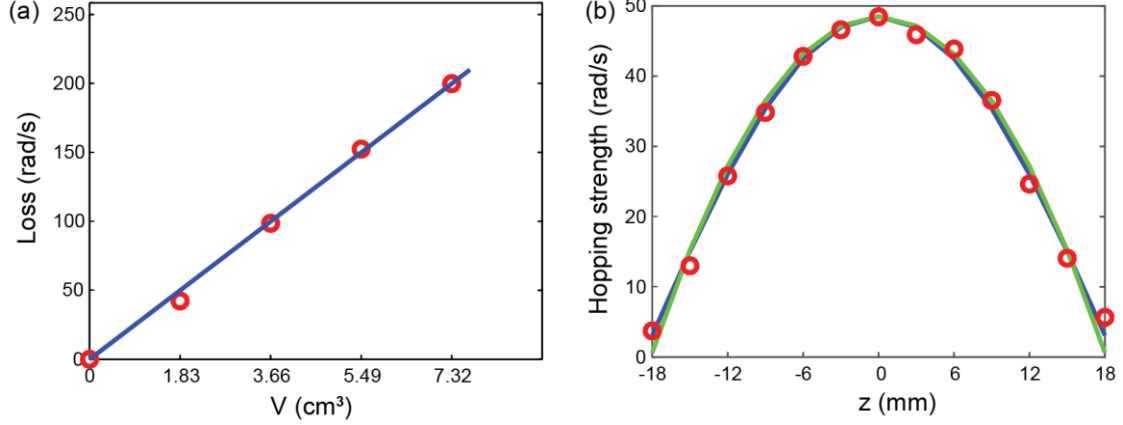 (a)
Loss (rad/s)
250
200
150
100
50
0
0 1.83 3.66 5.49 7.32
V (cm³)
(b)
Hopping strength (rad/s)
50
40
30
20
10
0
-18 -12 -6 0 6 12 18
z (mm)